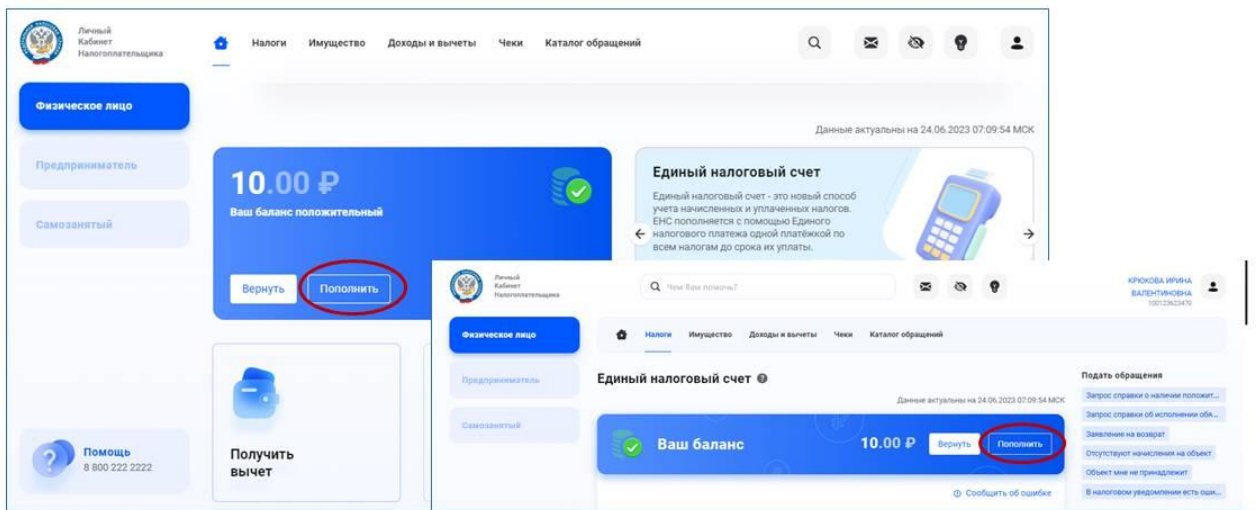 Личный
Кабинет
Налогоплательщика
Налоги Имущество Доходы и вычеты Чеки Каталог обращений
Физическое лицо
Предприниматель
Самозанятый
Данные актуальны на 24.06.2023 07:09:54 МСК
10.00 ₽
Ваш баланс положительный
Вернуть Пополнить
Единый налоговый счет
Единый налоговый счет - это новый способ
учета начисленных и уплаченных налогов.
ЕНС пополняется с помощью Единого
налогового платежа одной платёжкой по
всем налогам до срока их уплаты.
Получить
вычет
Помощь
8 800 222 2222
Личный
Кабинет
Налогоплательщика
Чем Вам помочь?
КРЮКОВА ИРИНА
ВАЛЕНТИНОВНА
100123623470
Физическое лицо
Предприниматель
Самозанятый
Налоги Имущество Доходы и вычеты Чеки Каталог обращений
Единый налоговый счет
Данные актуальны на 24.06.2023 07:09:54 МСК
Ваш баланс 10.00 ₽ Вернуть Пополнить
Сообщить об ошибке
Подать обращения
Запрос справки о наличии положит...
Запрос справки об исполнении обя...
Заявление на возврат
Отсутствуют начисления на объект
Объект мне не принадлежит
В налоговом уведомлении есть оши...